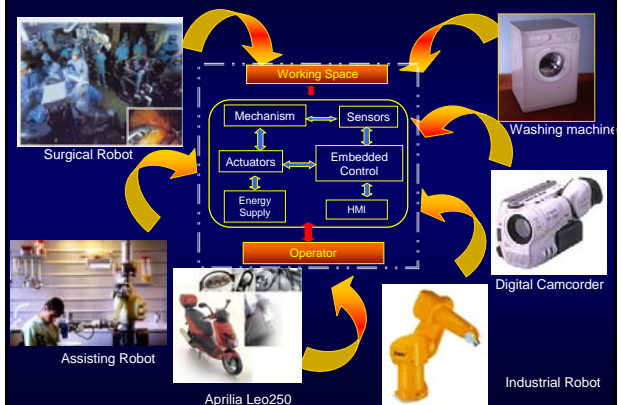 Working Space
Mechanism
Sensors
Washing machine
Surgical Robot
Actuators
Embedded
Control
Energy
Supply
HMI
Operator
Digital Camcorder
Assisting Robot
Industrial Robot
Aprilia Leo250